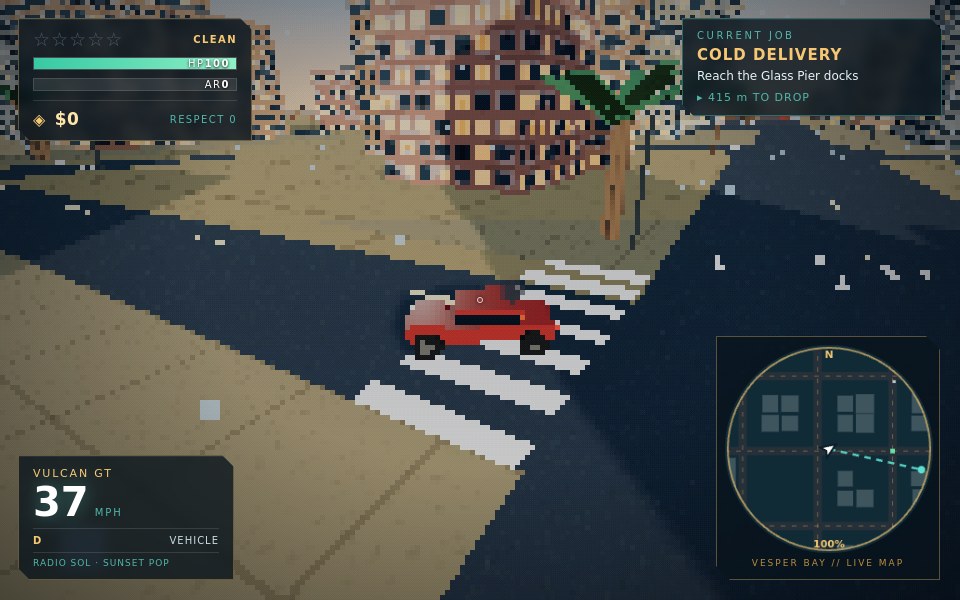 CLEAN
HP100
AR0
$0
RESPECT 0
CURRENT JOB
COLD DELIVERY
Reach the Glass Pier docks
▸ 415 m TO DROP
VULCAN GT
37 MPH
D VEHICLE
RADIO SOL · SUNSET POP
N
100%
VESPER BAY // LIVE MAP